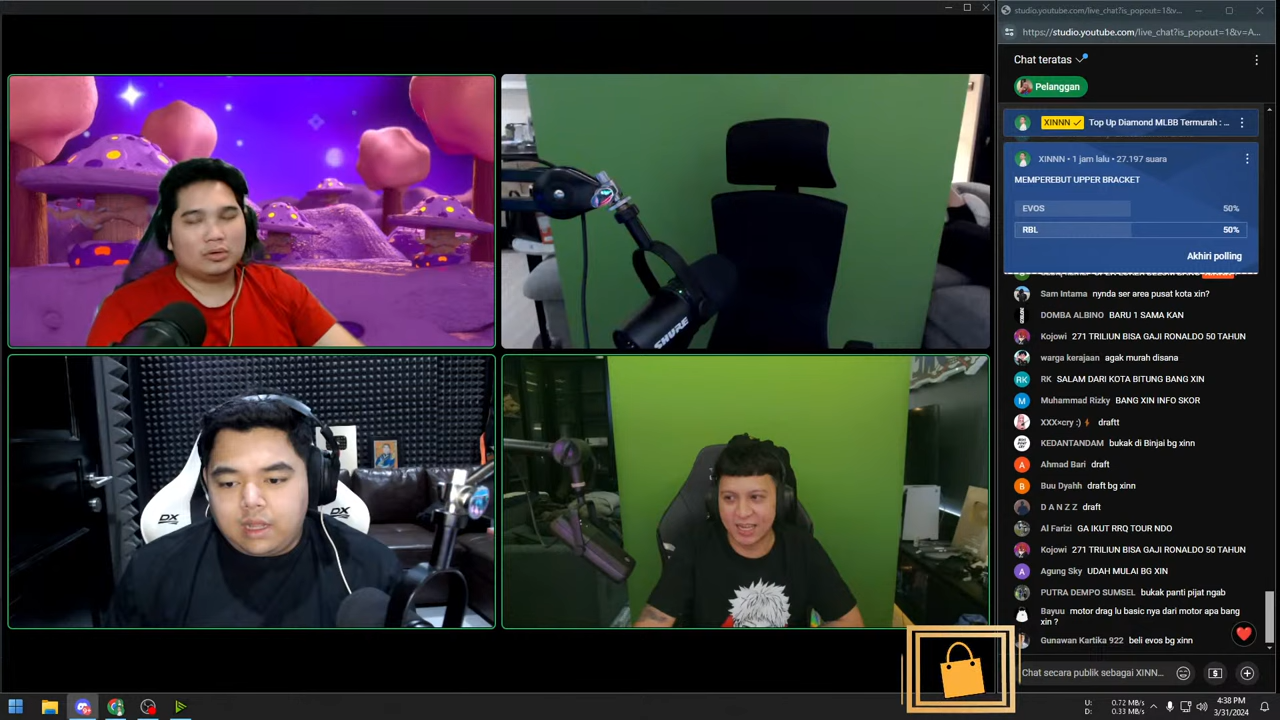 studio.youtube.com/live_chat?is_popout=1&v=...
https://studio.youtube.com/live_chat?is_popout=1&v=A...
Chat teratas
Pelanggan
XINNN Top Up Diamond MLBB Termurah : ...
XINNN • 1 jam lalu • 27.197 suara
MEMPEREBUT UPPER BRACKET
EVOS 50%
RBL 50%
Akhiri polling
Sam Intama nynda ser area pusat kota xin?
DOMBA ALBINO BARU 1 SAMA KAN
Kojowi 271 TRILIUN BISA GAJI RONALDO 50 TAHUN
warga kerajaan agak murah disana
RK RK SALAM DARI KOTA BITUNG BANG XIN
M Muhammad Rizky BANG XIN INFO SKOR
XXX×cry :) draftt
KEDANTANDAM bukak di Binjai bg xinn
A Ahmad Bari draft
B Buu Dyahh draft bg xinn
D A N Z Z draft
Al Farizi GA IKUT RRQ TOUR NDO
Kojowi 271 TRILIUN BISA GAJI RONALDO 50 TAHUN
A Agung Sky UDAH MULAI BG XIN
PUTRA DEMPO SUMSEL bukak panti pijat ngab
Bayuu motor drag lu basic nya dari motor apa bang
xin ?
Gunawan Kartika 922 beli evos bg xinn
Chat secara publik sebagai XINN...
SHURE
DX
DX
U: 0.72 MB/s
D: 0.33 MB/s
4:38 PM
3/31/2024